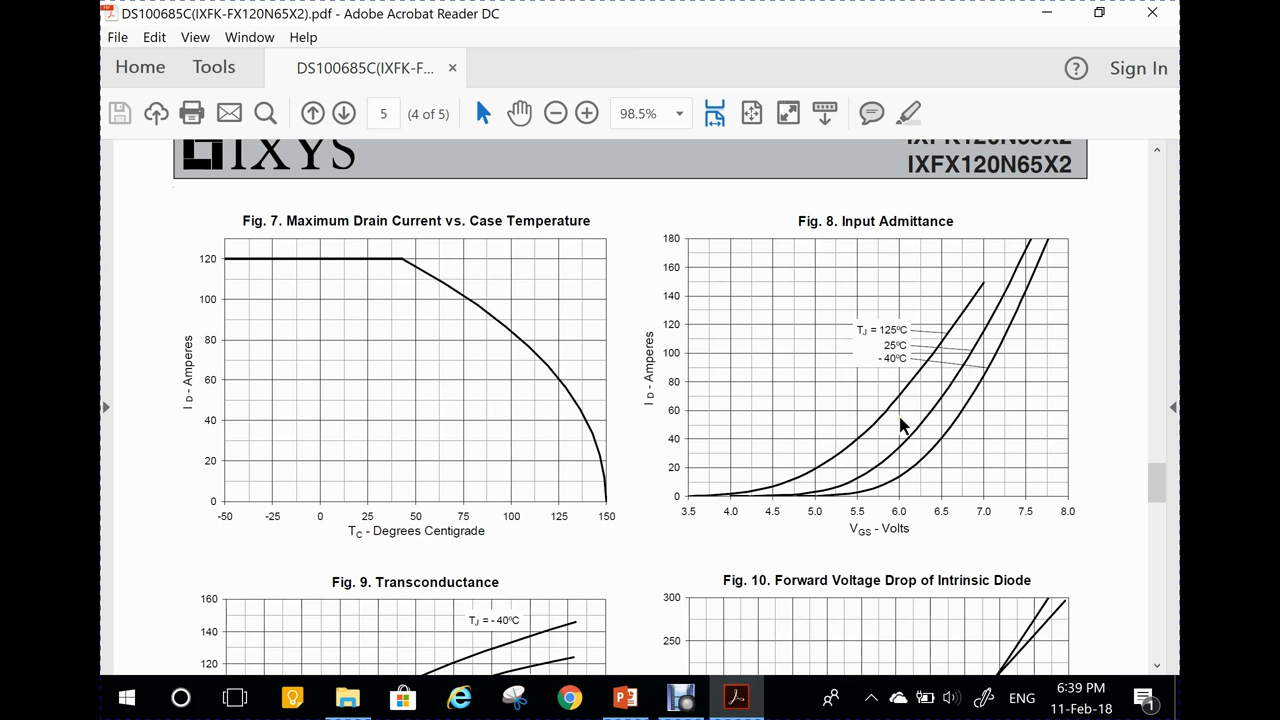 DS100685C(IXFK-FX120N65X2).pdf - Adobe Acrobat Reader DC
File Edit View Window Help
Home Tools DS100685C(IXFK-F... × Sign In
5 (4 of 5) 98.5%
IXYS
IXFK120N65X2
IXFX120N65X2
Fig. 7. Maximum Drain Current vs. Case Temperature
120
100
80
60
40
20
0
-50 -25 0 25 50 75 100 125 150
TC - Degrees Centigrade
I D - Amperes
Fig. 8. Input Admittance
180
160
140
120
100
80
60
40
20
0
3.5 4.0 4.5 5.0 5.5 6.0 6.5 7.0 7.5 8.0
VGS - Volts
I D - Amperes
TJ = 125ºC
25ºC
- 40ºC
Fig. 9. Transconductance
160
140
120
TJ = - 40ºC
Fig. 10. Forward Voltage Drop of Intrinsic Diode
300
250
ENG
6:39 PM
11-Feb-18
1